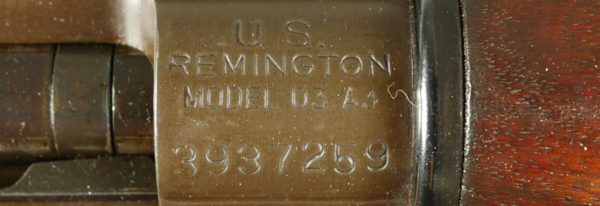 U.S.
REMINGTON
MODEL 03-A3
3937259